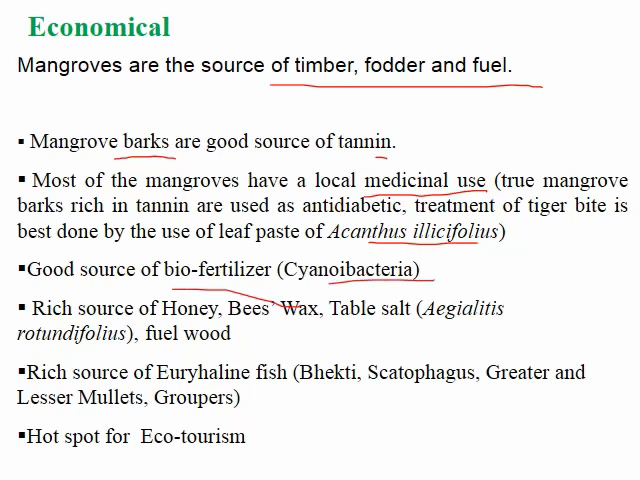 Economical
Mangroves are the source of timber, fodder and fuel.
▪ Mangrove barks are good source of tannin.
▪ Most of the mangroves have a local medicinal use (true mangrove
barks rich in tannin are used as antidiabetic, treatment of tiger bite is
best done by the use of leaf paste of Acanthus illicifolius)
▪Good source of bio-fertilizer (Cyanoibacteria)
▪ Rich source of Honey, Bees’ Wax, Table salt (Aegialitis
rotundifolius), fuel wood
▪Rich source of Euryhaline fish (Bhekti, Scatophagus, Greater and
Lesser Mullets, Groupers)
▪Hot spot for Eco-tourism